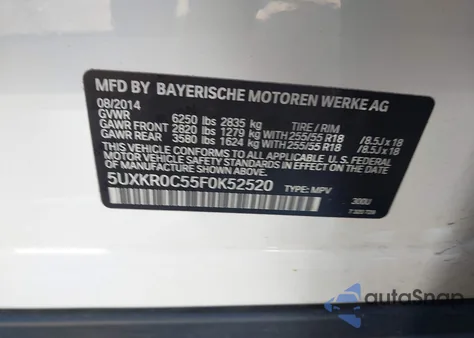 MFD BY BAYERISCHE MOTOREN WERKE AG
08/2014
GVWR 6250 lbs 2835 kg TIRE / RIM
GAWR FRONT 2820 lbs 1279 kg WITH 255/55 R18 /8.5J x 18
GAWR REAR 3580 lbs 1624 kg WITH 255/55 R18 /8.5J x 18
THIS VEHICLE CONFORMS TO ALL APPLICABLE U.S. FEDERAL
MOTOR VEHICLE SAFETY STANDARDS IN EFFECT ON THE
DATE OF MANUFACTURE SHOWN ABOVE.
5UXKR0C55F0K52520 TYPE: MPV
300U
autoSnap